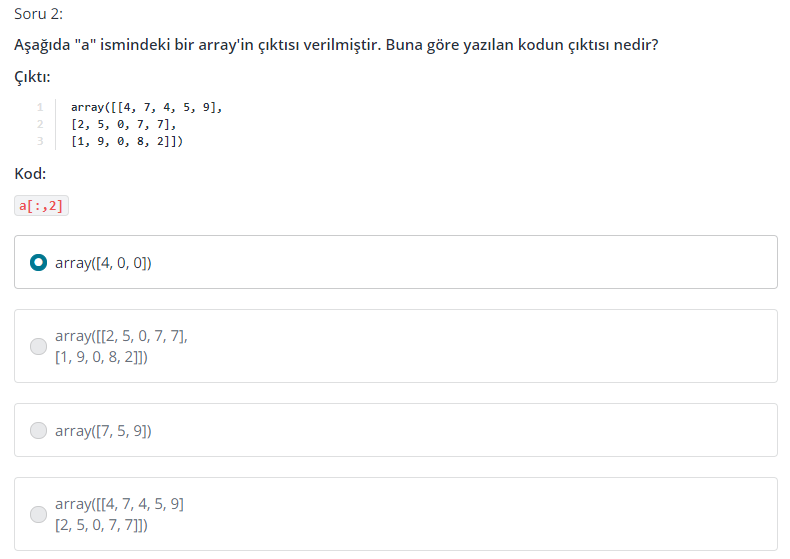 Soru 2:
Aşağıda "a" ismindeki bir array'in çıktısı verilmiştir. Buna göre yazılan kodun çıktısı nedir?
Çıktı:
1 array([[4, 7, 4, 5, 9],
2 [2, 5, 0, 7, 7],
3 [1, 9, 0, 8, 2]])
Kod:
a[:,2]
array([4, 0, 0])
array([[2, 5, 0, 7, 7],
[1, 9, 0, 8, 2]])
array([7, 5, 9])
array([[4, 7, 4, 5, 9]
[2, 5, 0, 7, 7]])